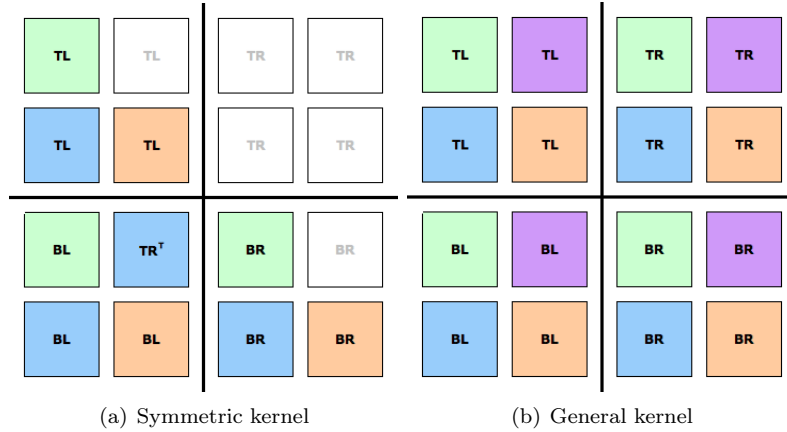 TL TL TR TR TL TL TR TR
TL TL TR TR TL TL TR TR
BL TRᵀ BR BR BL BL BR BR
BL BL BR BR BL BL BR BR
(a) Symmetric kernel (b) General kernel